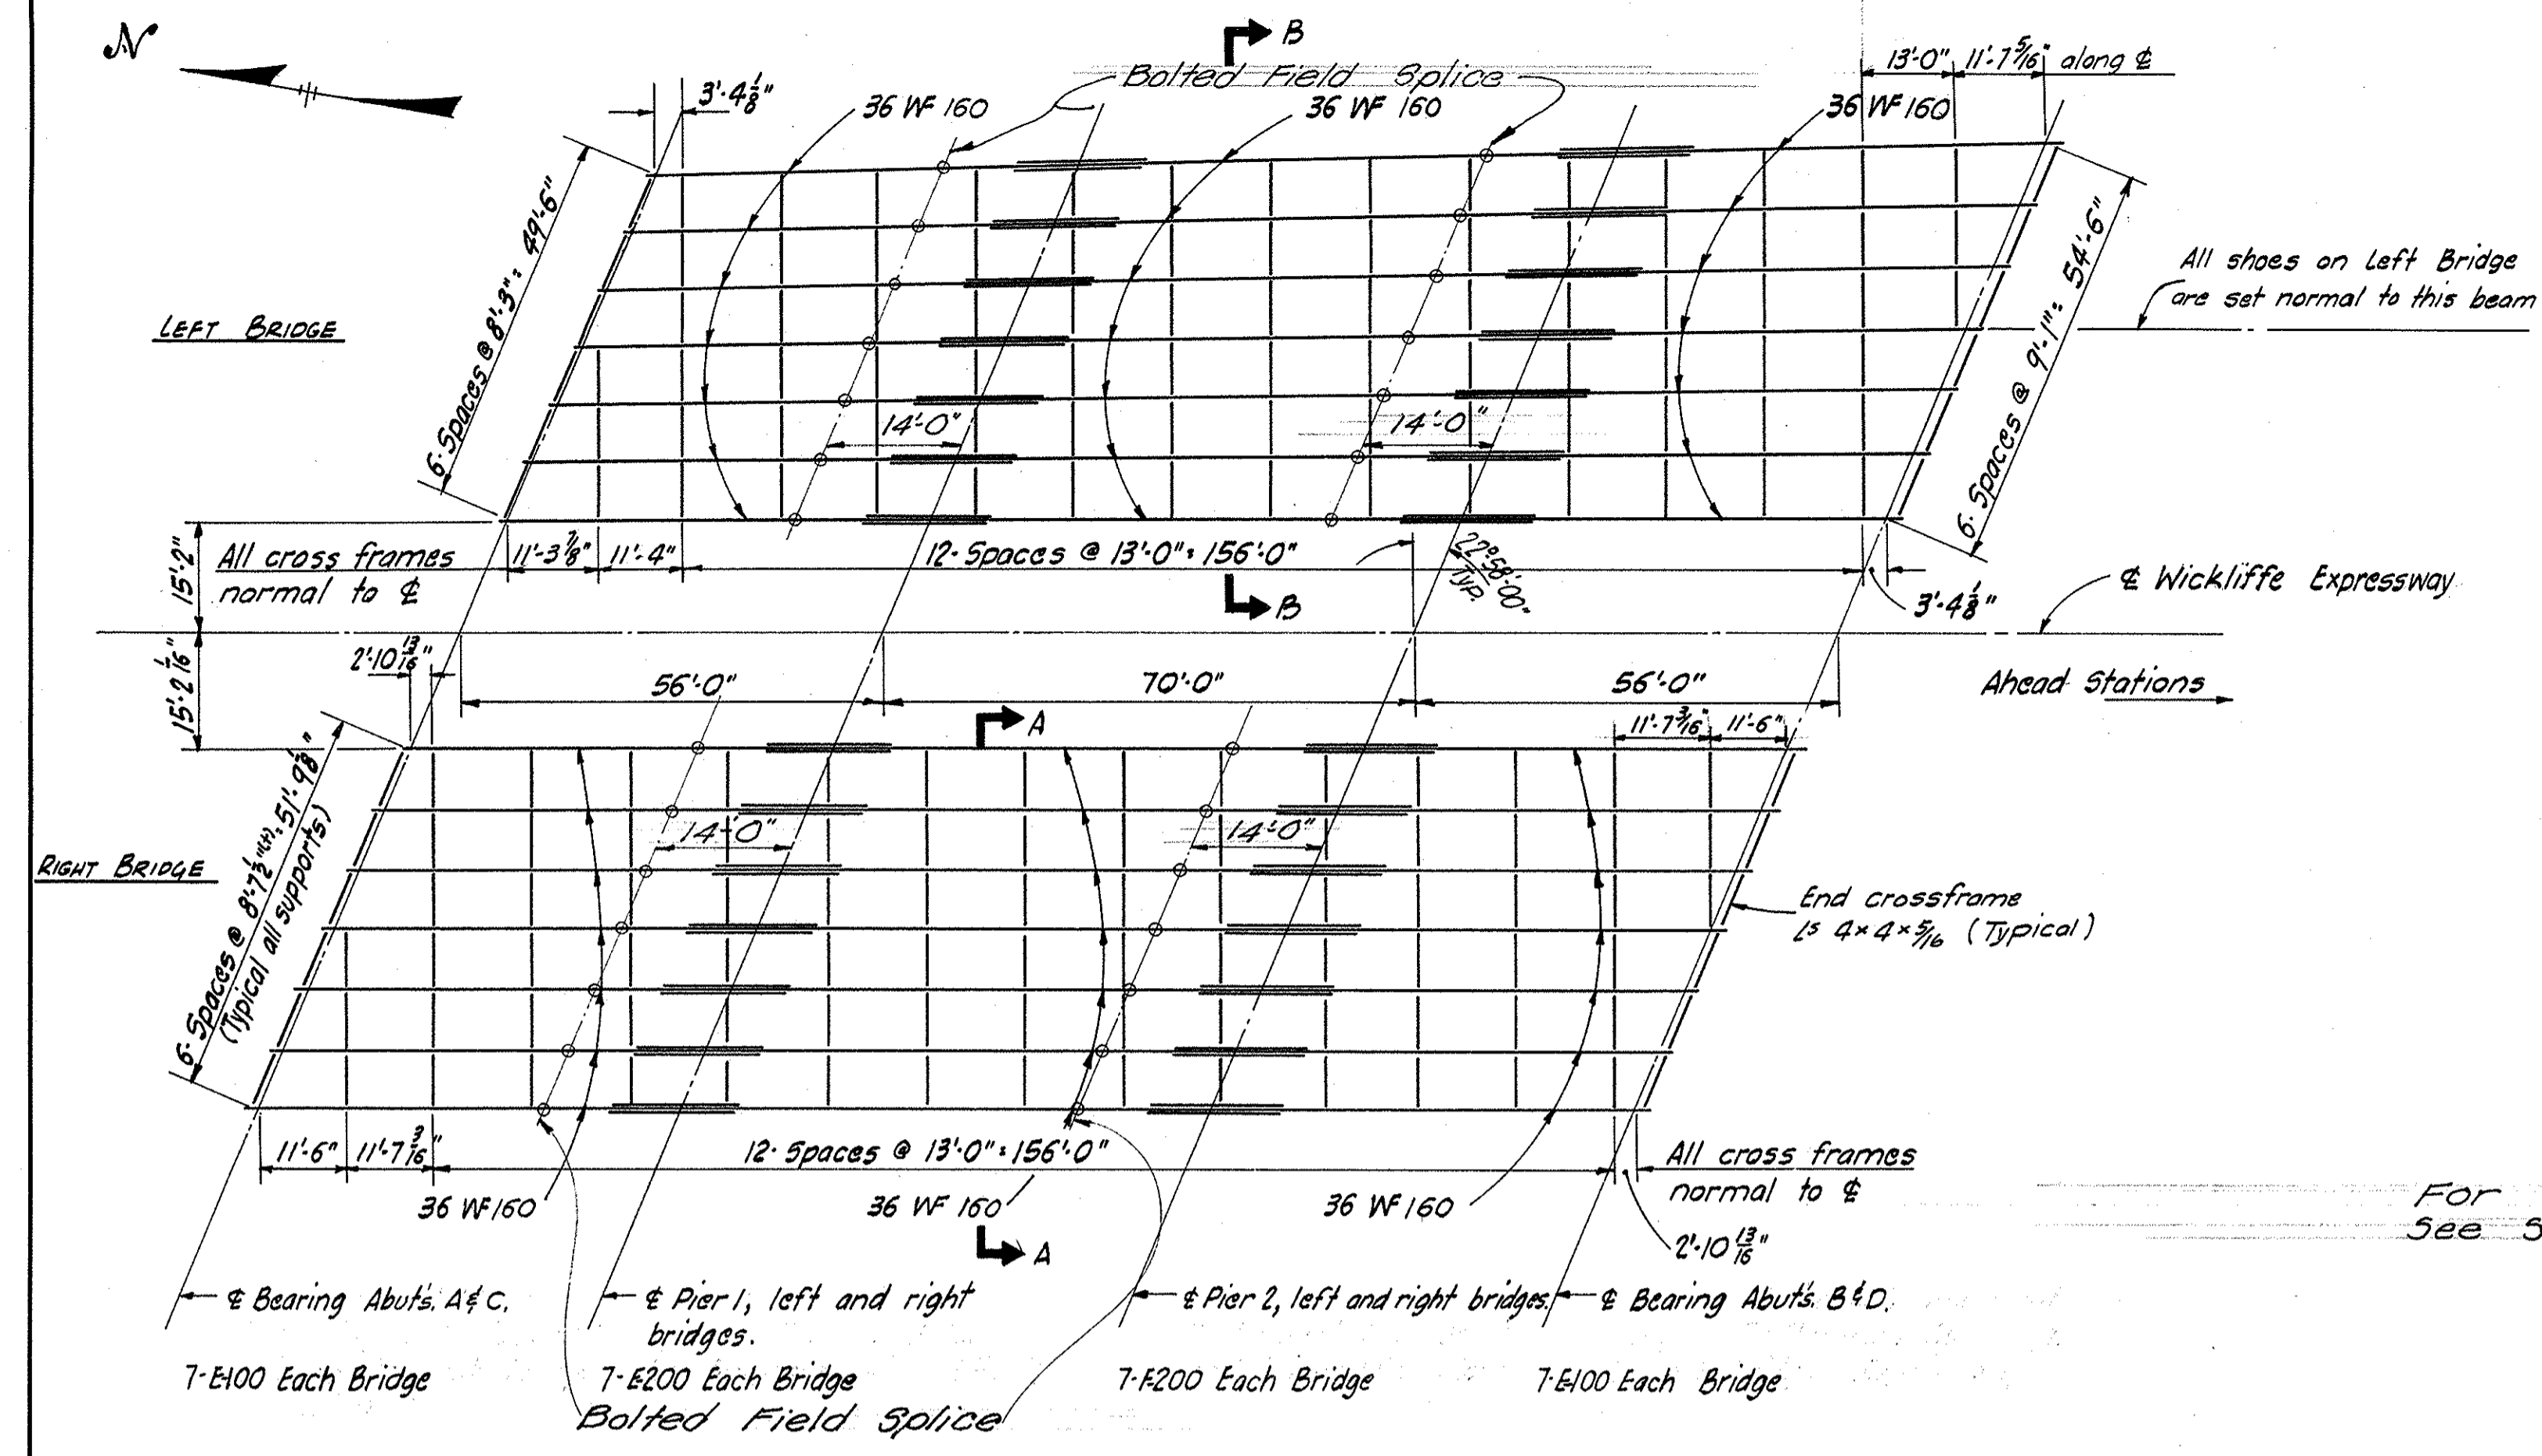 N
B
Bolted Field Splice
13'-0" 11'-7 5/16" along ℄
3'-4 1/8"
36 WF 160
36 WF 160
36 WF 160
6-Spaces @ 8'-3"= 49'-6"
LEFT BRIDGE
All shoes on Left Bridge
are set normal to this beam
6-Spaces @ 9'-1"= 54'-6"
14'-0"
14'-0"
15'-2"
All cross frames
normal to ℄
11'-3 7/8" 11'-4"
12-Spaces @ 13'-0"=156'-0"
22°58'-00"
Typ.
B
℄ Wickliffe Expressway
3'-4 1/8"
15'-2 1/16"
2'-10 13/16"
56'-0"
70'-0"
56'-0"
Ahead Stations
A
11'-7 3/16" 11'-6"
6-Spaces @ 8'-7 1/2"(Lt)=51'-9 1/8"
(Typical all supports)
14'-0"
14'-0"
RIGHT BRIDGE
End crossframe
Ls 4×4×5/16 (Typical)
11'-6" 11'-7 3/16"
12-Spaces @ 13'-0"=156'-0"
All cross frames
normal to ℄
36 WF 160
36 WF 160
36 WF 160
2'-10 13/16"
A
For
See S
℄ Bearing Abut's. A & C.
℄ Pier 1, left and right
bridges.
℄ Pier 2, left and right bridges.
℄ Bearing Abut's. B & D.
7-E-100 Each Bridge
7-E200 Each Bridge
7-F-200 Each Bridge
7-E-100 Each Bridge
Bolted Field Splice